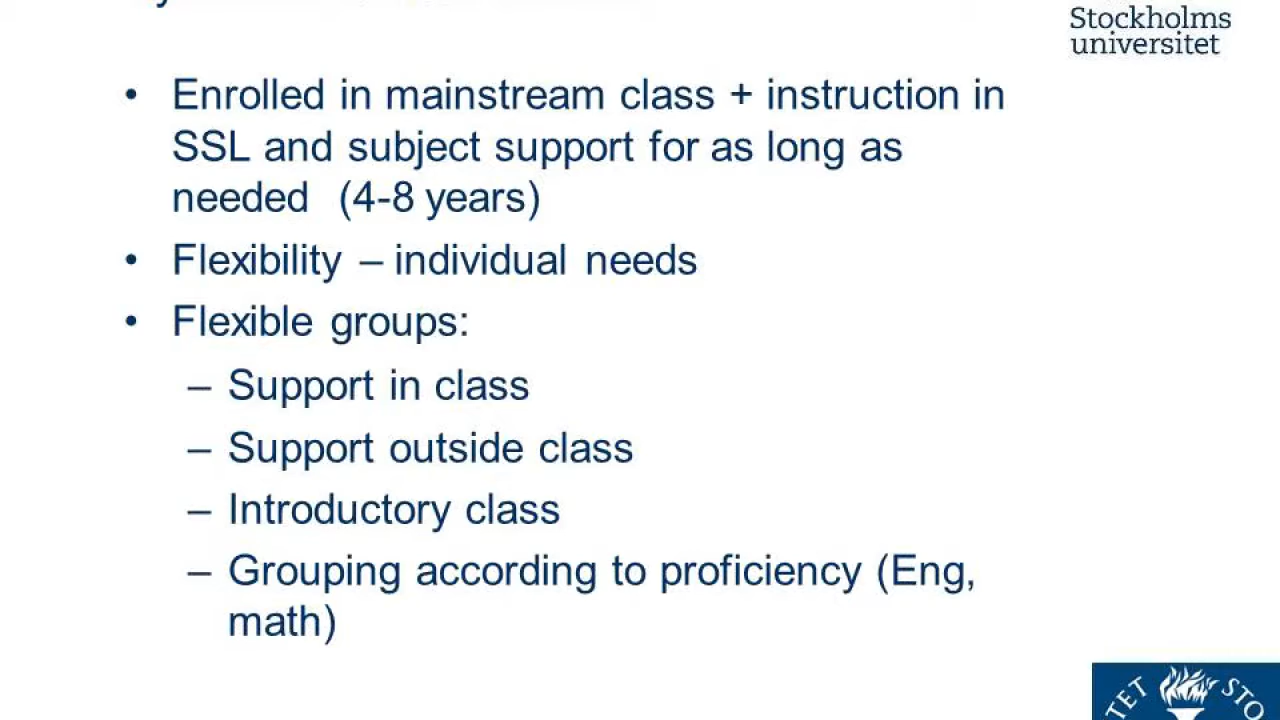 Stockholms
universitet
• Enrolled in mainstream class + instruction in
SSL and subject support for as long as
needed (4-8 years)
• Flexibility – individual needs
• Flexible groups:
– Support in class
– Support outside class
– Introductory class
– Grouping according to proficiency (Eng,
math)
TET STO